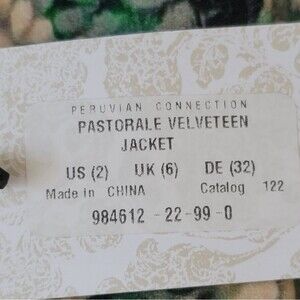 PERUVIAN CONNECTION
PASTORALE VELVETEEN
JACKET
US (2) UK (6) DE (32)
Made in CHINA Catalog 122
984612 -22-99-0